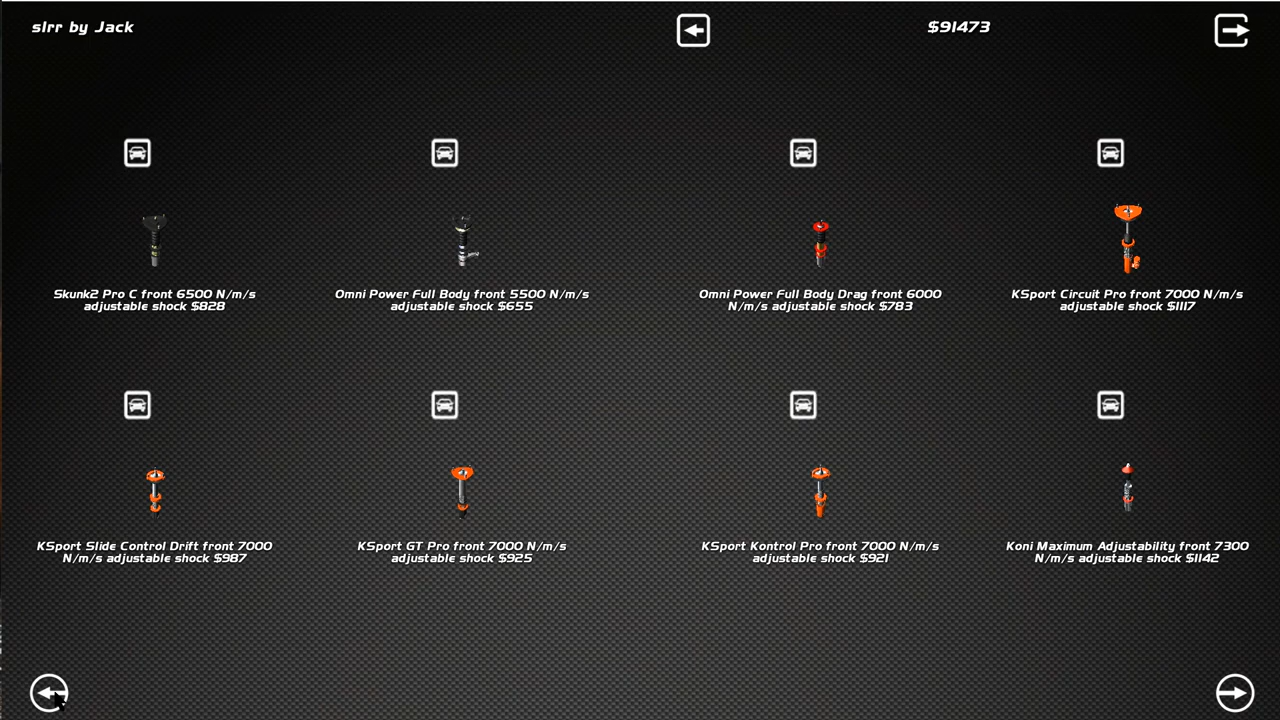 slrr by Jack
$91473
Skunk2 Pro C front 6500 N/m/s
adjustable shock $828
Omni Power Full Body front 5500 N/m/s
adjustable shock $655
Omni Power Full Body Drag front 6000
N/m/s adjustable shock $783
KSport Circuit Pro front 7000 N/m/s
adjustable shock $1117
KSport Slide Control Drift front 7000
N/m/s adjustable shock $987
KSport GT Pro front 7000 N/m/s
adjustable shock $925
KSport Kontrol Pro front 7000 N/m/s
adjustable shock $921
Koni Maximum Adjustability front 7300
N/m/s adjustable shock $1142